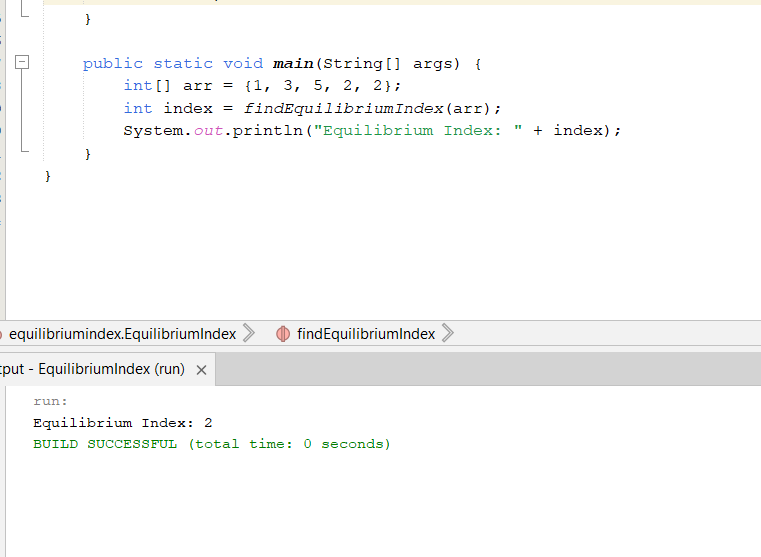 }
public static void main(String[] args) {
int[] arr = {1, 3, 5, 2, 2};
int index = findEquilibriumIndex(arr);
System.out.println("Equilibrium Index: " + index);
}
}
equilibriumindex.EquilibriumIndex findEquilibriumIndex
tput - EquilibriumIndex (run)
run:
Equilibrium Index: 2
BUILD SUCCESSFUL (total time: 0 seconds)